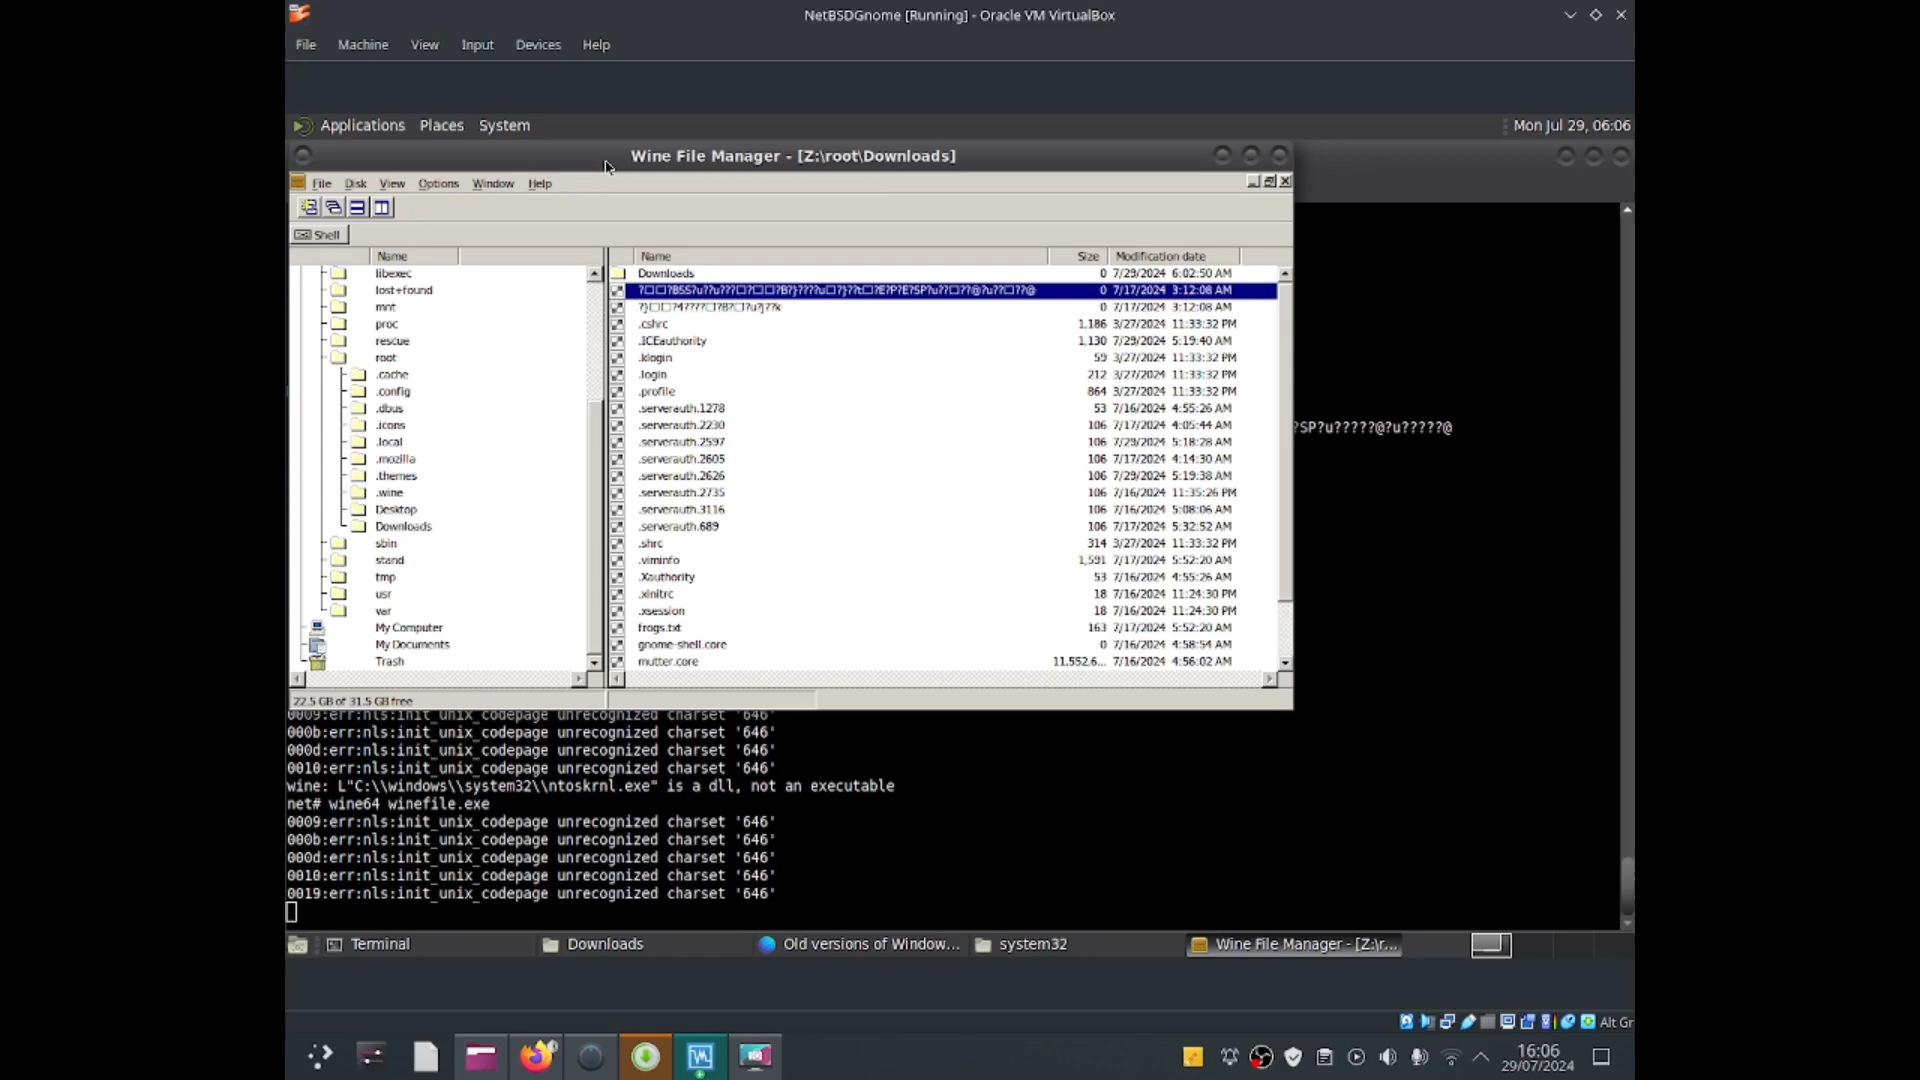 NetBSDGnome [Running] - Oracle VM VirtualBox
File Machine View Input Devices Help
Applications Places System
Mon Jul 29, 06:06
Wine File Manager - [Z:\root\Downloads]
File Disk View Options Window Help
Shell
Name
libexec
lost+found
mnt
proc
rescue
root
.cache
.config
.dbus
.icons
.local
.mozilla
.themes
.wine
Desktop
Downloads
sbin
stand
tmp
usr
var
My Computer
My Documents
Trash
Name Size Modification date
Downloads 0 7/29/2024 6:02:50 AM
0 7/17/2024 3:12:08 AM
0 7/17/2024 3:12:08 AM
.cshrc 1,186 3/27/2024 11:33:32 PM
.ICEauthority 1,130 7/29/2024 5:19:40 AM
.klogin 59 3/27/2024 11:33:32 PM
.login 212 3/27/2024 11:33:32 PM
.profile 864 3/27/2024 11:33:32 PM
.serverauth.1278 53 7/16/2024 4:55:26 AM
.serverauth.2230 106 7/17/2024 4:05:44 AM
.serverauth.2597 106 7/29/2024 5:18:28 AM
.serverauth.2605 106 7/17/2024 4:14:30 AM
.serverauth.2626 106 7/29/2024 5:19:38 AM
.serverauth.2735 106 7/16/2024 11:35:26 PM
.serverauth.3116 106 7/16/2024 5:08:06 AM
.serverauth.689 106 7/17/2024 5:32:52 AM
.shrc 314 3/27/2024 11:33:32 PM
.viminfo 1,591 7/17/2024 5:52:20 AM
.Xauthority 53 7/16/2024 4:55:26 AM
.xinitrc 18 7/16/2024 11:24:30 PM
.xsession 18 7/16/2024 11:24:30 PM
frogs.txt 163 7/17/2024 5:52:20 AM
gnome-shell.core 0 7/16/2024 4:58:54 AM
mutter.core 11,552,6... 7/16/2024 4:56:02 AM
22.5 GB of 31.5 GB free
?SP?u?????@?u?????@
0009:err:nls:init_unix_codepage unrecognized charset '646'
000b:err:nls:init_unix_codepage unrecognized charset '646'
000d:err:nls:init_unix_codepage unrecognized charset '646'
0010:err:nls:init_unix_codepage unrecognized charset '646'
wine: L"C:\\windows\\system32\\ntoskrnl.exe" is a dll, not an executable
net# wine64 winefile.exe
0009:err:nls:init_unix_codepage unrecognized charset '646'
000b:err:nls:init_unix_codepage unrecognized charset '646'
000d:err:nls:init_unix_codepage unrecognized charset '646'
0010:err:nls:init_unix_codepage unrecognized charset '646'
0019:err:nls:init_unix_codepage unrecognized charset '646'
Terminal Downloads Old versions of Window... system32 Wine File Manager - [Z:\r...
Alt Gr
16:06
29/07/2024